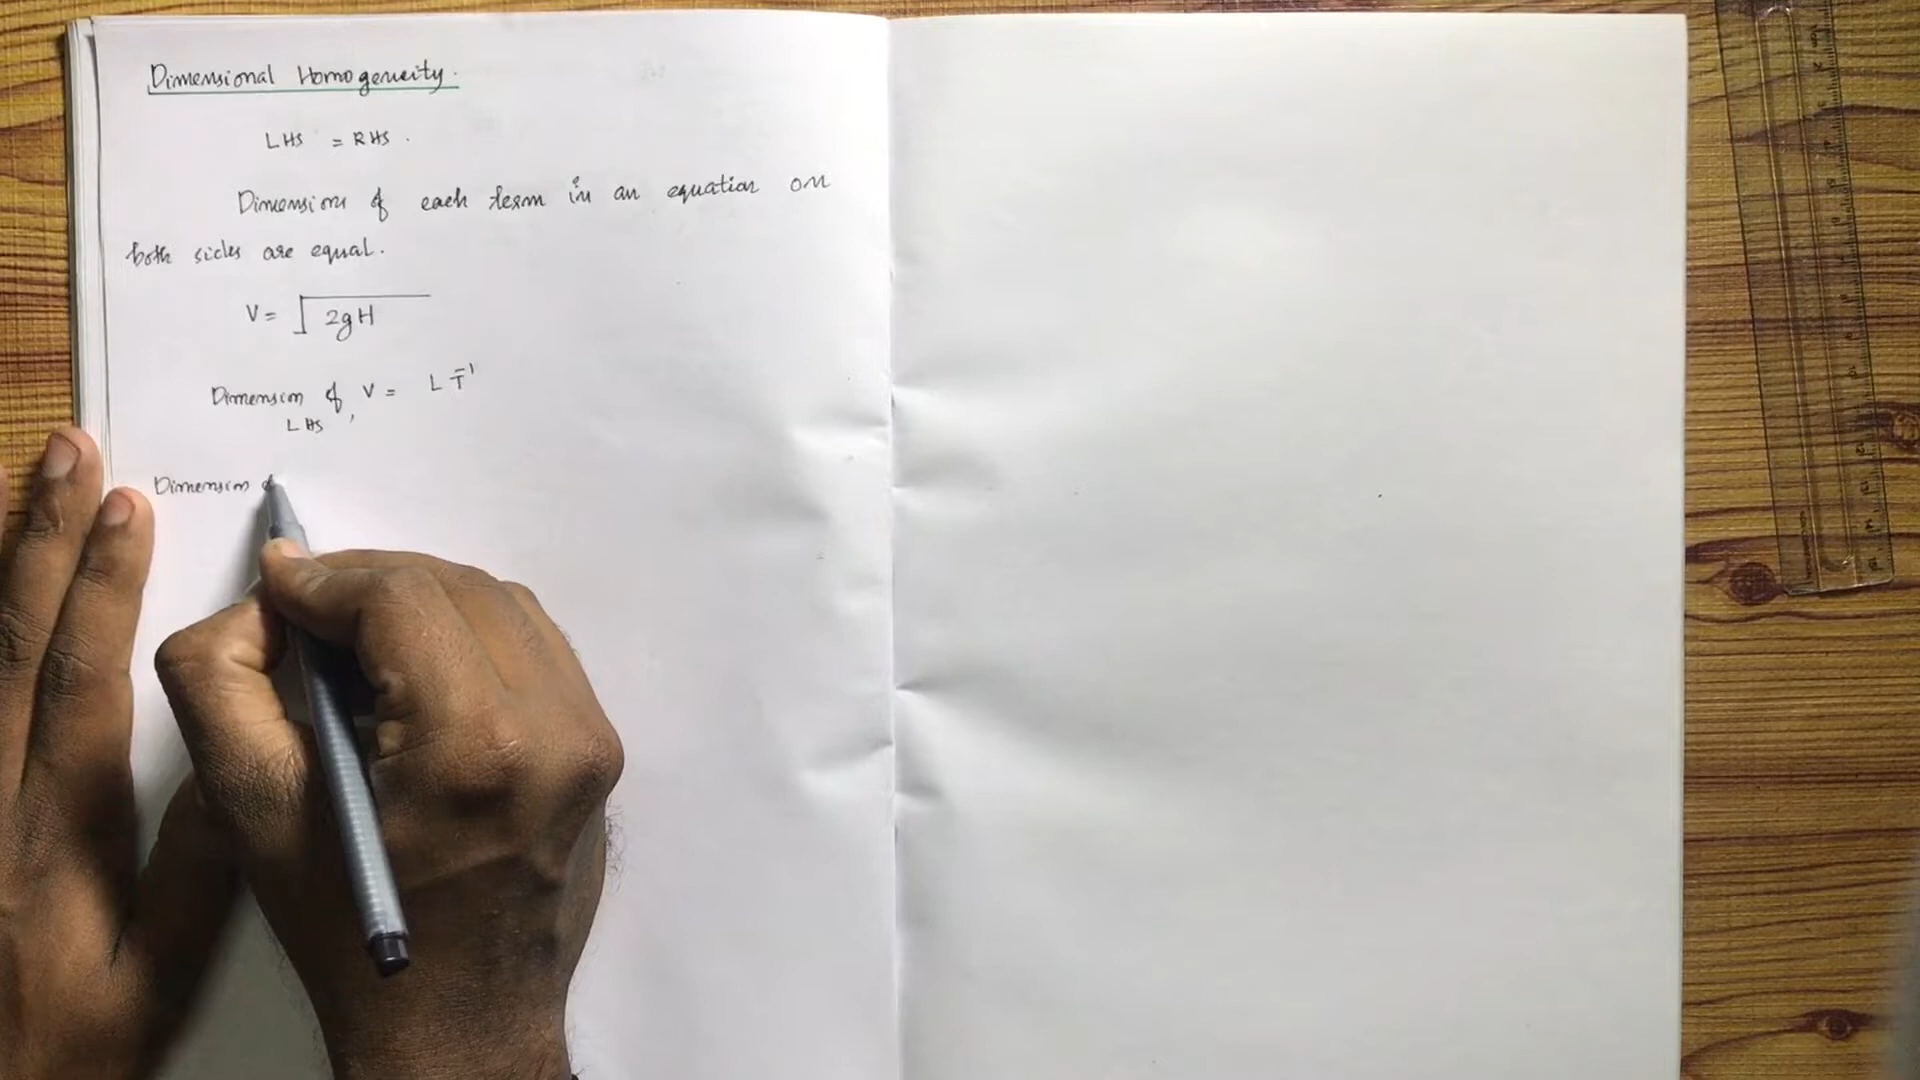 Dimensional Homogeneity.
LHS = RHS.
Dimensions of each term in an equation on
both sides are equal.
V = √2gH
Dimension of V = L T⁻¹
LHS,
Dimension of